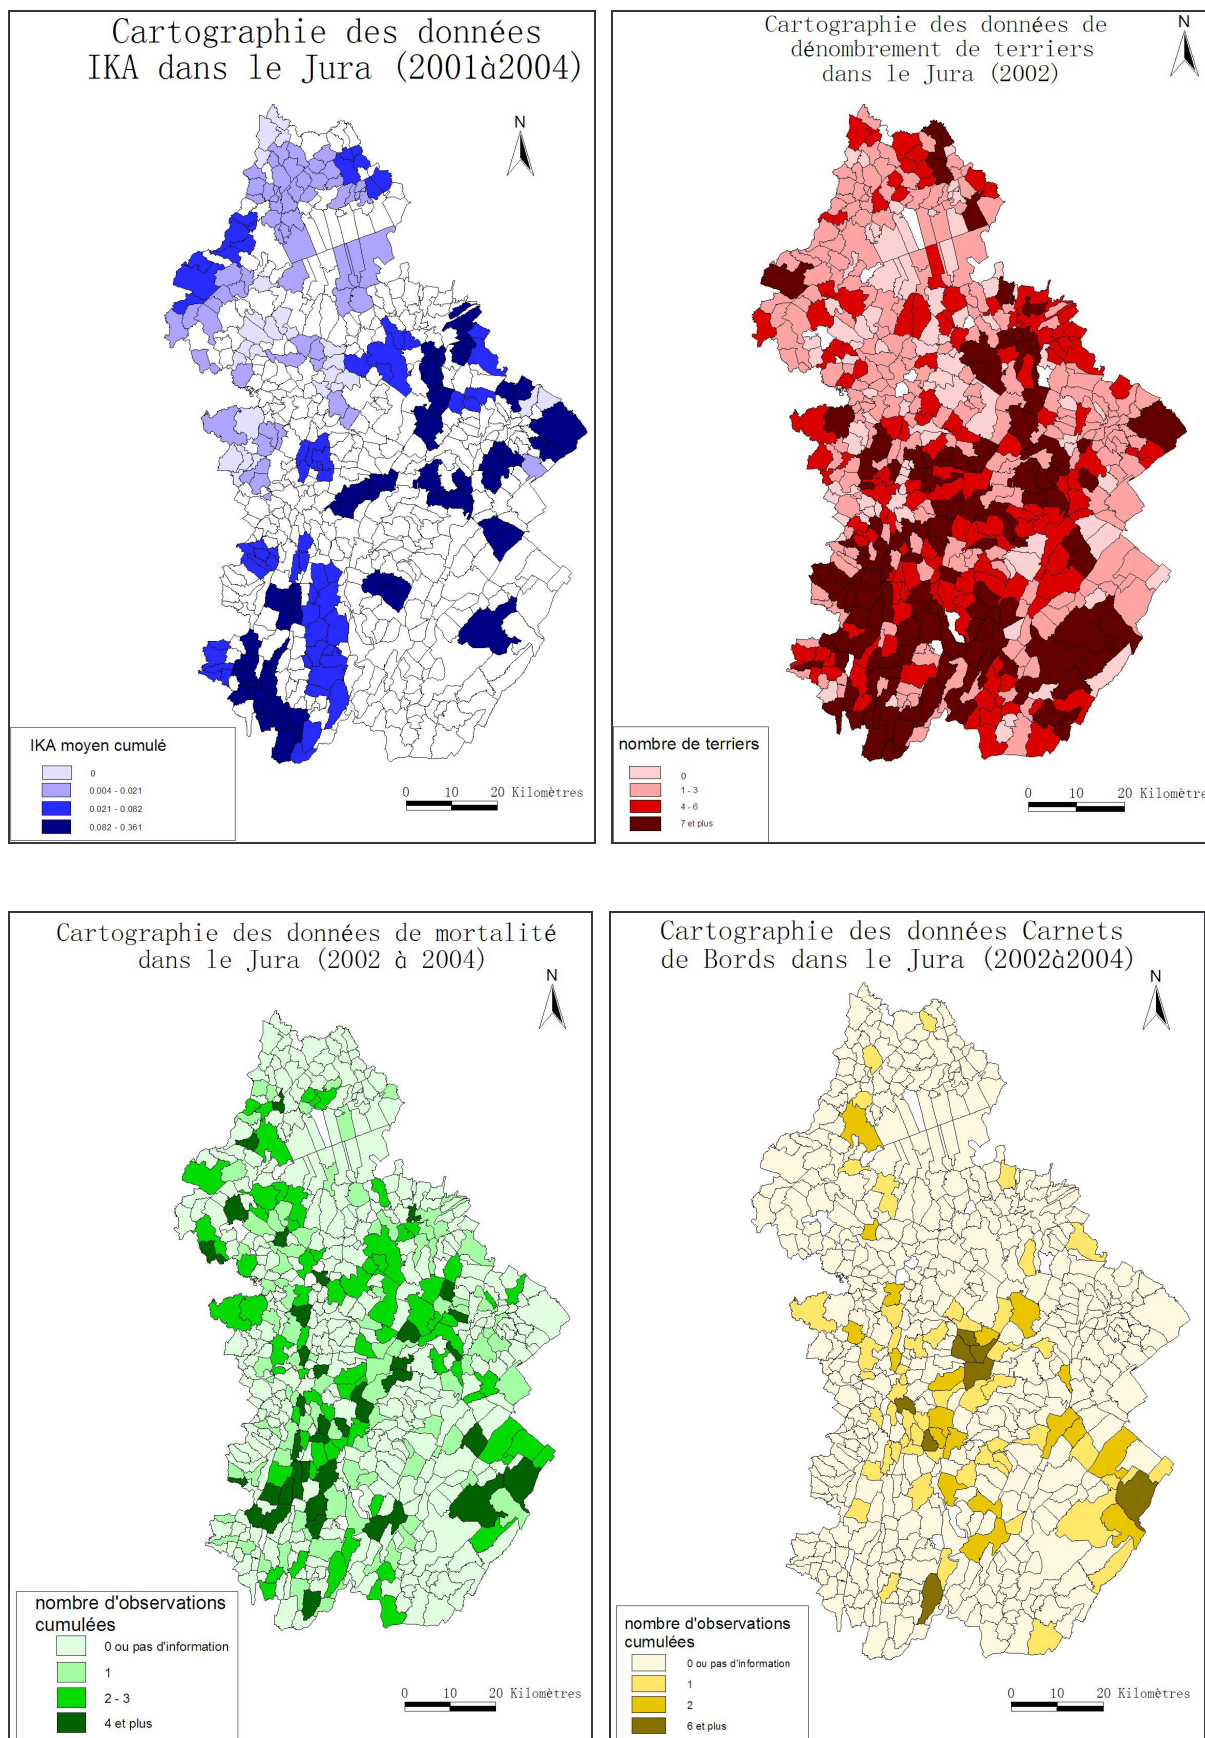 Cartographie des données
IKA dans le Jura (2001à2004)
N
IKA moyen cumulé
0
0.004 - 0.021
0.021 - 0.082
0.082 - 0.361
0 10 20 Kilomètres
Cartographie des données de
dénombrement de terriers
dans le Jura (2002)
N
nombre de terriers
0
1 - 3
4 - 6
7 et plus
0 10 20 Kilomètres
Cartographie des données de mortalité
dans le Jura (2002 à 2004)
N
nombre d'observations
cumulées
0 ou pas d'information
1
2 - 3
4 et plus
0 10 20 Kilomètres
Cartographie des données Carnets
de Bords dans le Jura (2002à2004)
N
nombre d'observations
cumulées
0 ou pas d'information
1
2
6 et plus
0 10 20 Kilomètres